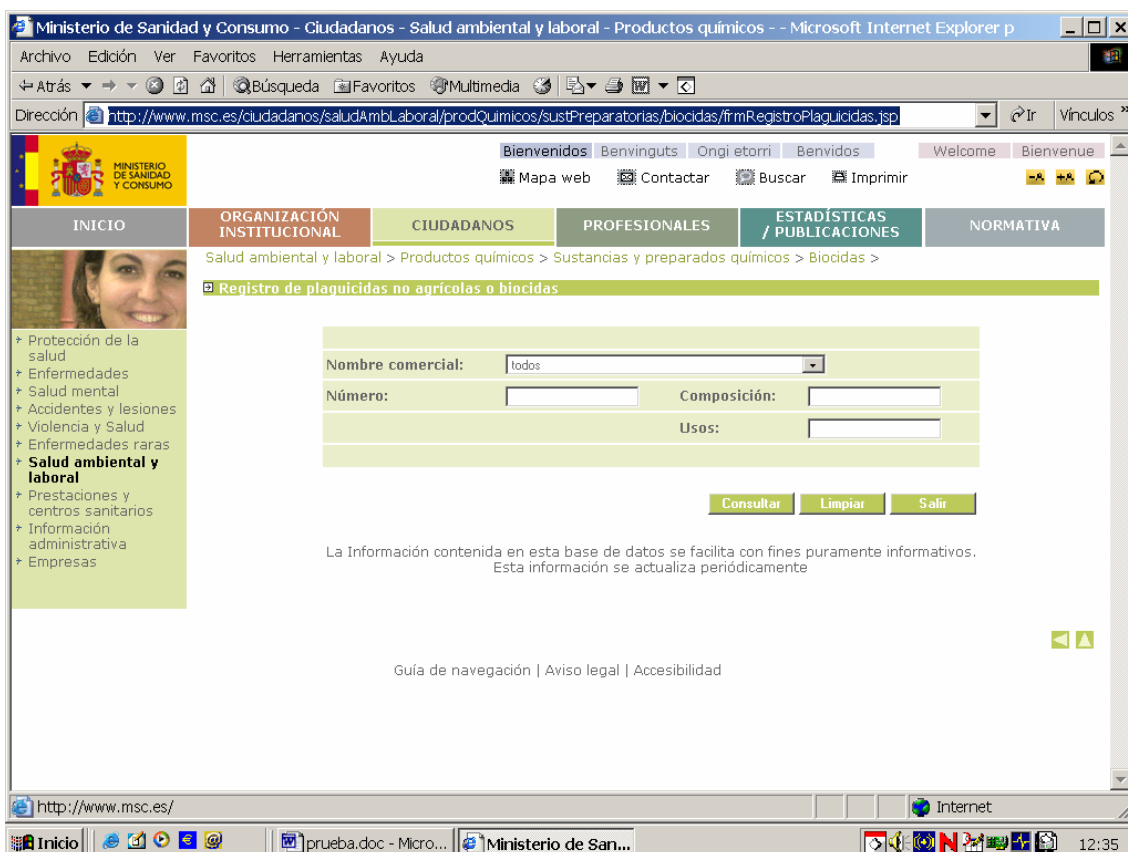 Ministerio de Sanidad y Consumo - Ciudadanos - Salud ambiental y laboral - Productos químicos - - Microsoft Internet Explorer p
Archivo Edición Ver Favoritos Herramientas Ayuda
Atrás Búsqueda Favoritos Multimedia
Dirección http://www.msc.es/ciudadanos/saludAmbLaboral/prodQuimicos/sustPreparatorias/biocidas/frmRegistroPlaguicidas.jsp Ir Vínculos »
MINISTERIO
DE SANIDAD
Y CONSUMO
Bienvenidos Benvinguts Ongi etorri Benvidos Welcome Bienvenue
Mapa web Contactar Buscar Imprimir
-A +A
INICIO
ORGANIZACIÓN
INSTITUCIONAL
CIUDADANOS
PROFESIONALES
ESTADÍSTICAS
/ PUBLICACIONES
NORMATIVA
Salud ambiental y laboral > Productos químicos > Sustancias y preparados químicos > Biocidas >
Registro de plaguicidas no agrícolas o biocidas
Protección de la
salud
Enfermedades
Salud mental
Accidentes y lesiones
Violencia y Salud
Enfermedades raras
Salud ambiental y
laboral
Prestaciones y
centros sanitarios
Información
administrativa
Empresas
Nombre comercial: todos
Número: Composición:
Usos:
Consultar Limpiar Salir
La Información contenida en esta base de datos se facilita con fines puramente informativos.
Esta información se actualiza periódicamente
Guía de navegación | Aviso legal | Accesibilidad
http://www.msc.es/ Internet
Inicio prueba.doc - Micro... Ministerio de San... 12:35